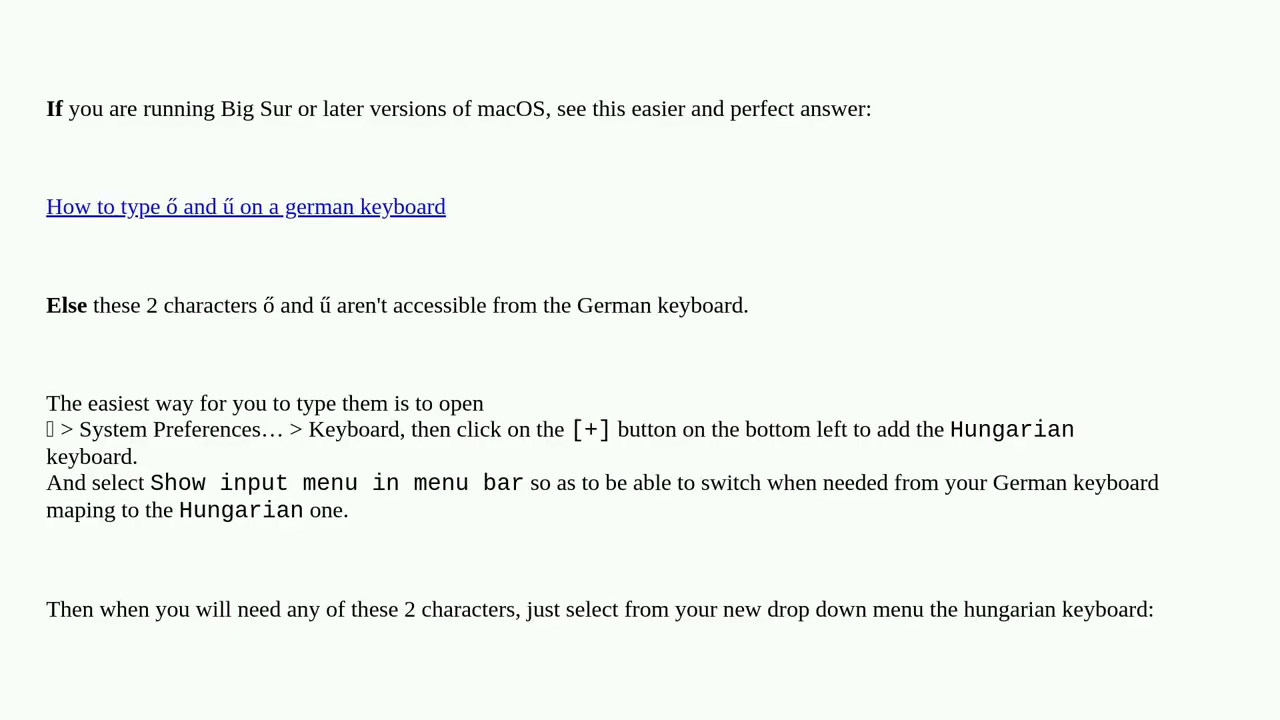 If you are running Big Sur or later versions of macOS, see this easier and perfect answer:
How to type ő and ű on a german keyboard
Else these 2 characters ő and ű aren't accessible from the German keyboard.
The easiest way for you to type them is to open
 > System Preferences… > Keyboard, then click on the [+] button on the bottom left to add the Hungarian
keyboard.
And select Show input menu in menu bar so as to be able to switch when needed from your German keyboard
maping to the Hungarian one.
Then when you will need any of these 2 characters, just select from your new drop down menu the hungarian keyboard: